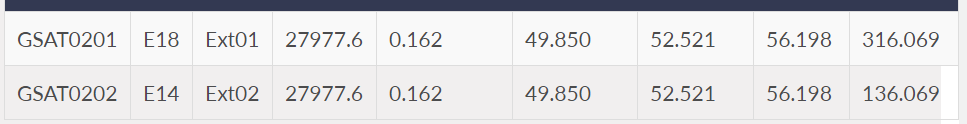 GSAT0201 E18 Ext01 27977.6 0.162 49.850 52.521 56.198 316.069
GSAT0202 E14 Ext02 27977.6 0.162 49.850 52.521 56.198 136.069